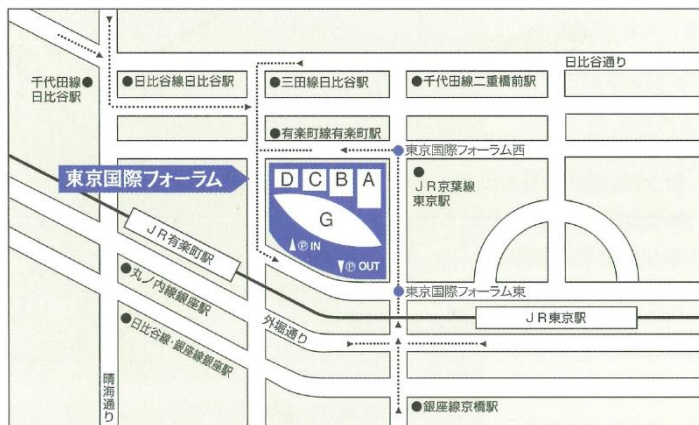 日比谷通り
千代田線
日比谷駅
日比谷線日比谷駅
三田線日比谷駅
千代田線二重橋前駅
有楽町線有楽町駅
東京国際フォーラム西
東京国際フォーラム
D C B A
G
JR京葉線
東京駅
JR有楽町駅
Ⓟ IN
Ⓟ OUT
丸ノ内線銀座駅
東京国際フォーラム東
JR東京駅
外堀通り
日比谷線・銀座線銀座駅
晴海通り
銀座線京橋駅